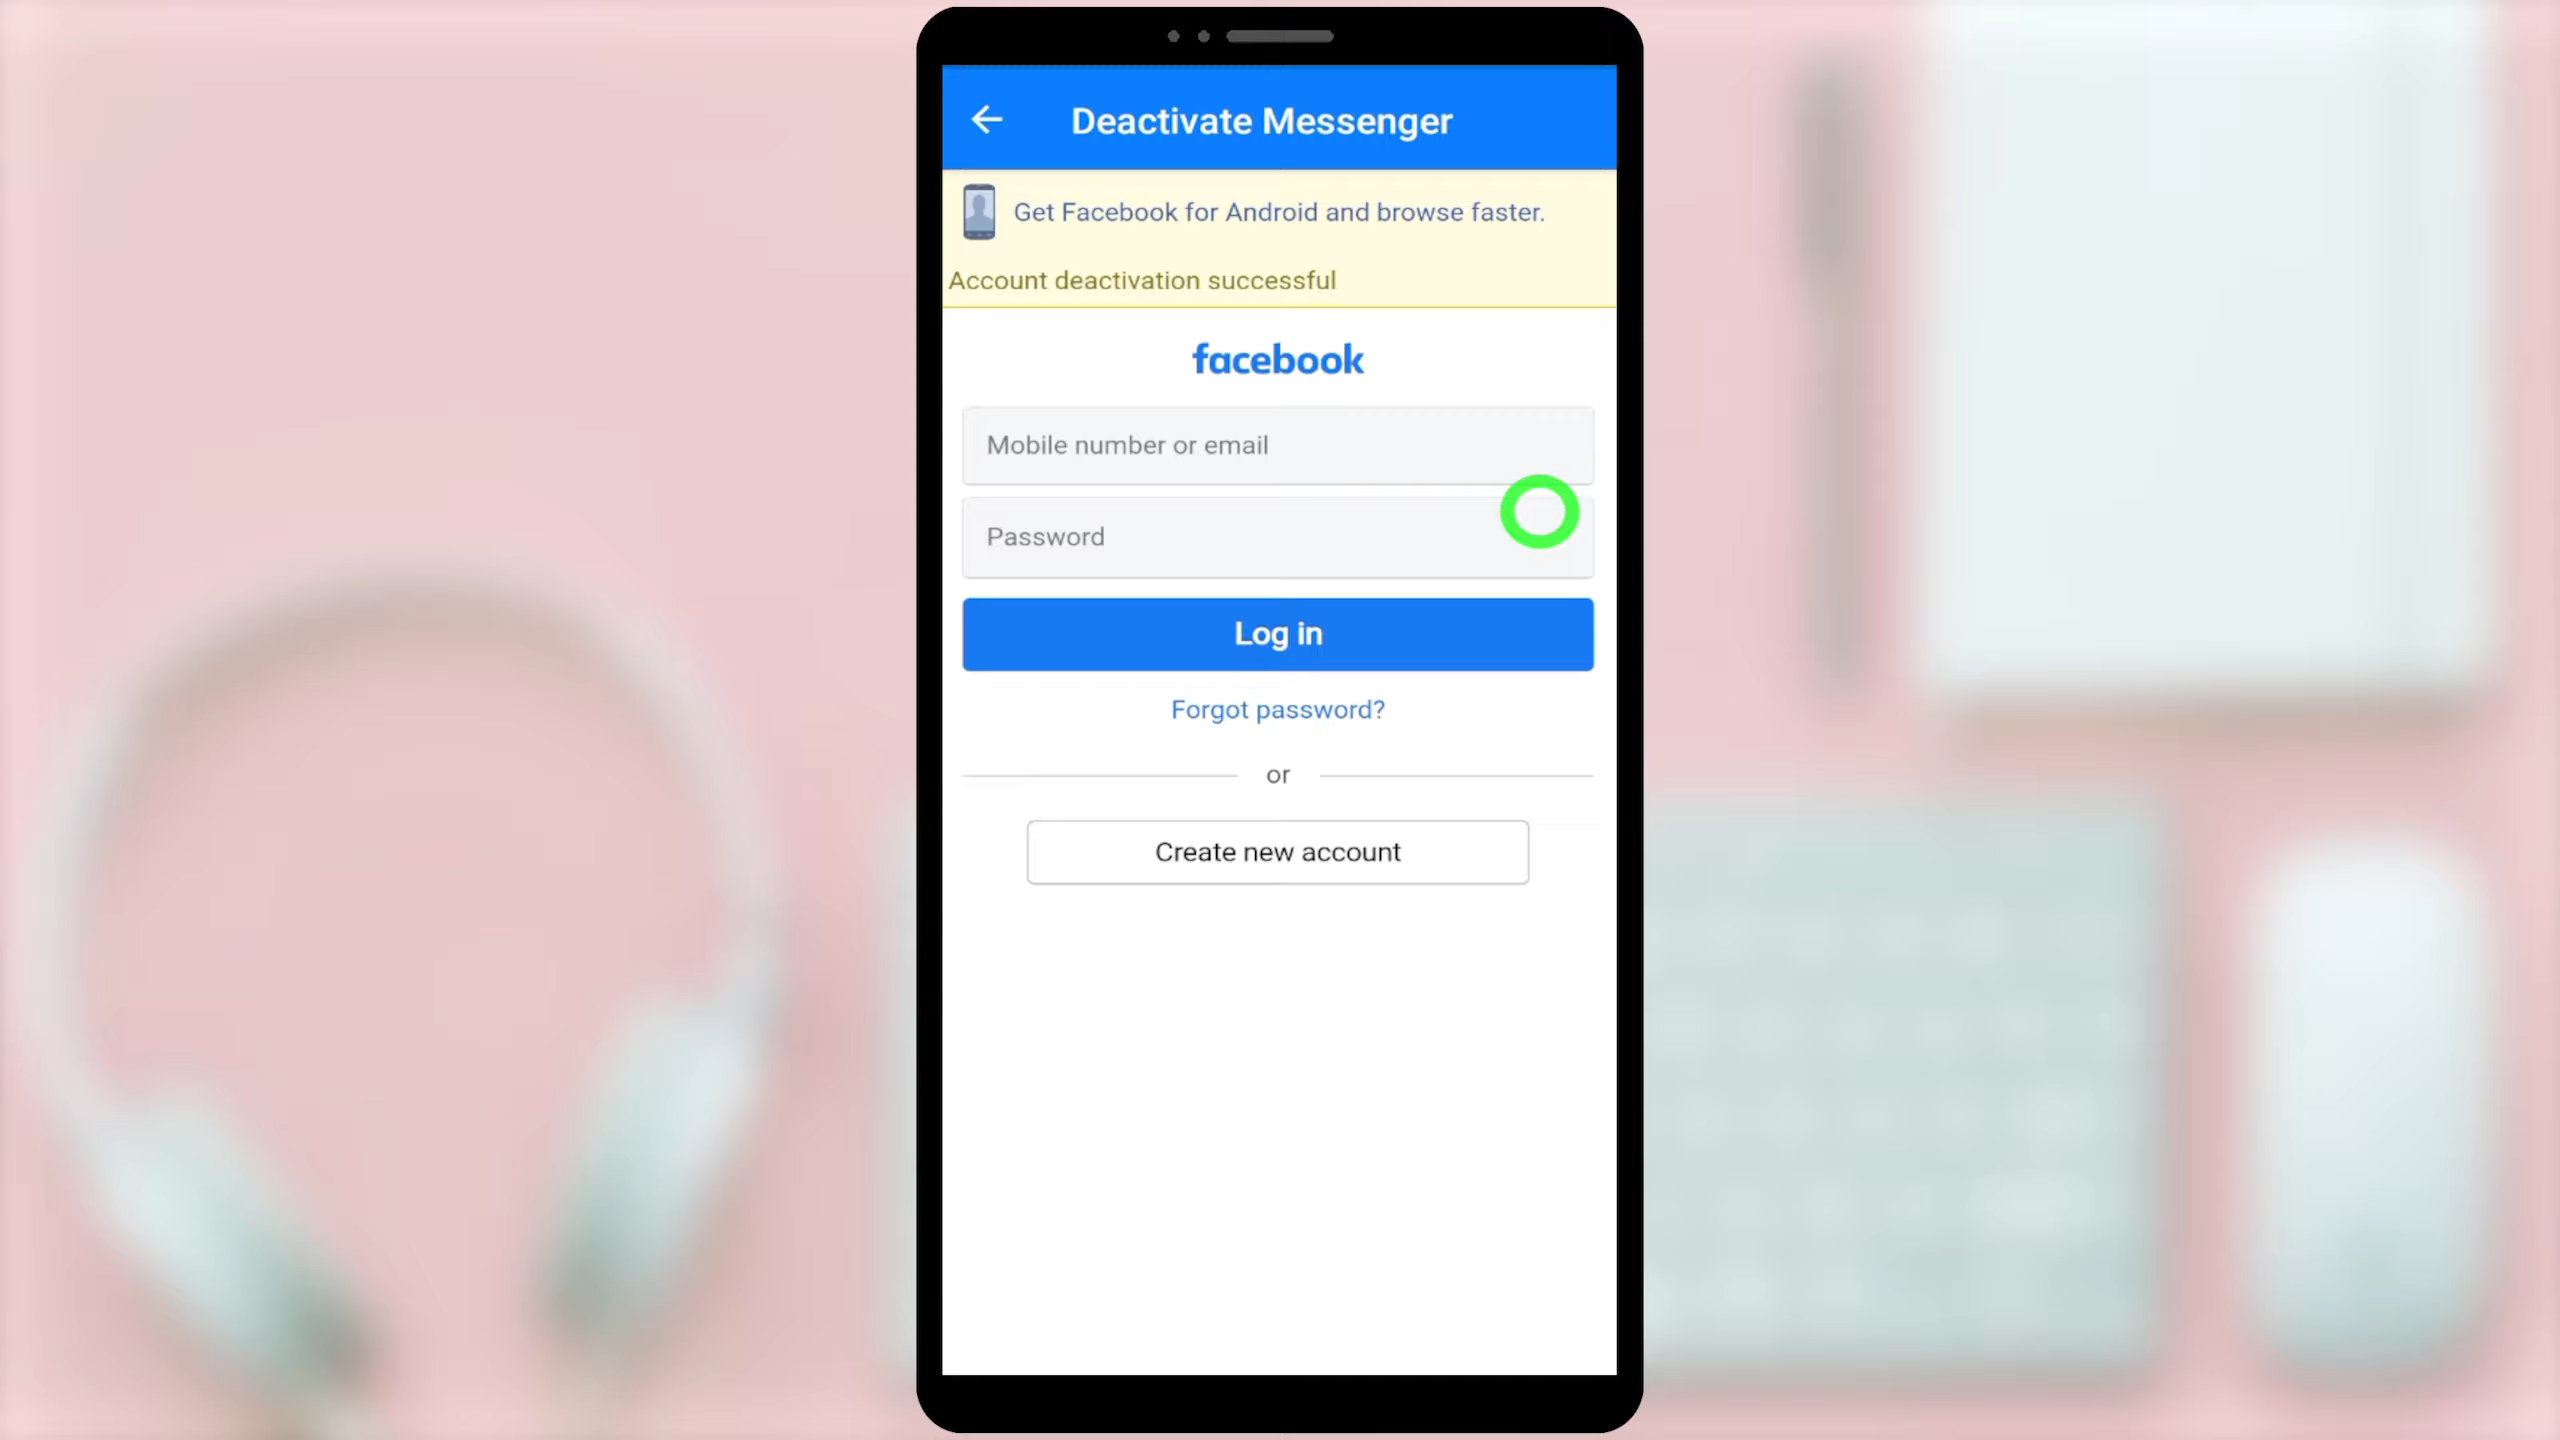 Deactivate Messenger
Get Facebook for Android and browse faster.
Account deactivation successful
facebook
Mobile number or email
Password
Log in
Forgot password?
or
Create new account